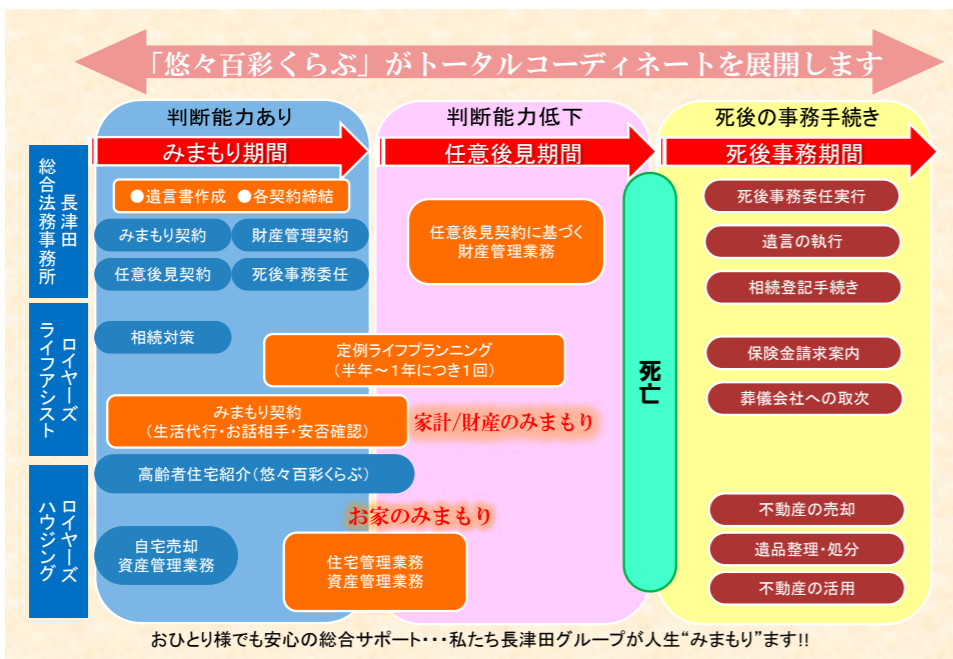 「悠々百彩くらぶ」がトータルコーディネートを展開します
判断能力あり
判断能力低下
死後の事務手続き
みまもり期間
任意後見期間
死後事務期間
長津田
総合法務事務所
●遺言書作成 ●各契約締結
みまもり契約
財産管理契約
任意後見契約
死後事務委任
任意後見契約に基づく
財産管理業務
死後事務委任実行
遺言の執行
相続登記手続き
ロイヤーズ
ライフアシスト
相続対策
定例ライフプランニング
(半年~1年につき1回)
みまもり契約
(生活代行・お話相手・安否確認)
家計/財産のみまもり
死亡
保険金請求案内
葬儀会社への取次
ロイヤーズ
ハウジング
高齢者住宅紹介(悠々百彩くらぶ)
お家のみまもり
自宅売却
資産管理業務
住宅管理業務
資産管理業務
不動産の売却
遺品整理・処分
不動産の活用
おひとり様でも安心の総合サポート・・・私たち長津田グループが人生“みまもり”ます!!